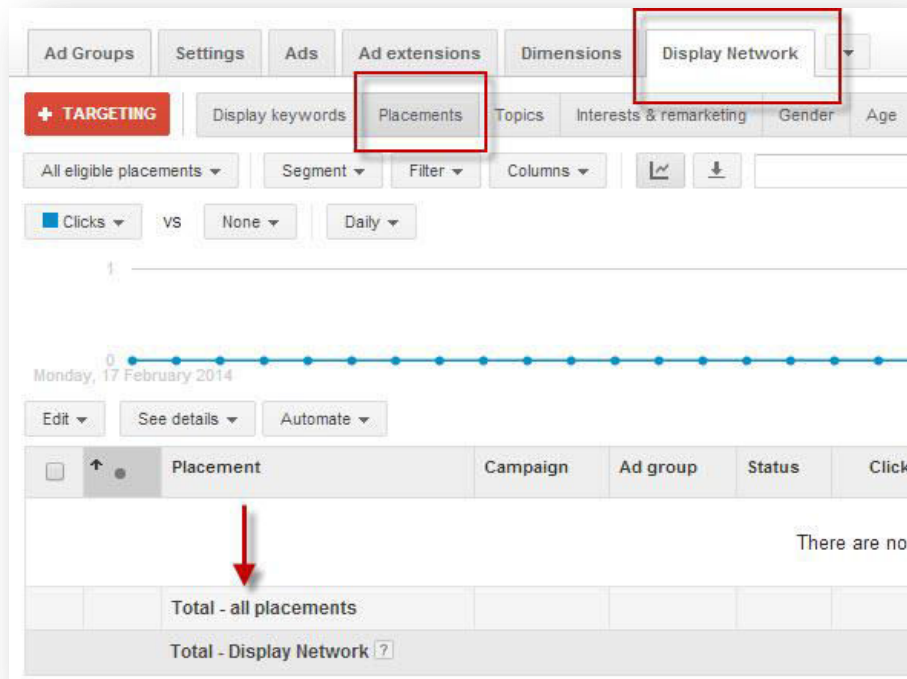 Ad Groups Settings Ads Ad extensions Dimensions Display Network
+ TARGETING Display keywords Placements Topics Interests & remarketing Gender Age
All eligible placements Segment Filter Columns
Clicks VS None Daily
1
0
Monday, 17 February 2014
Edit See details Automate
Placement Campaign Ad group Status Click
There are no
Total - all placements
Total - Display Network ?